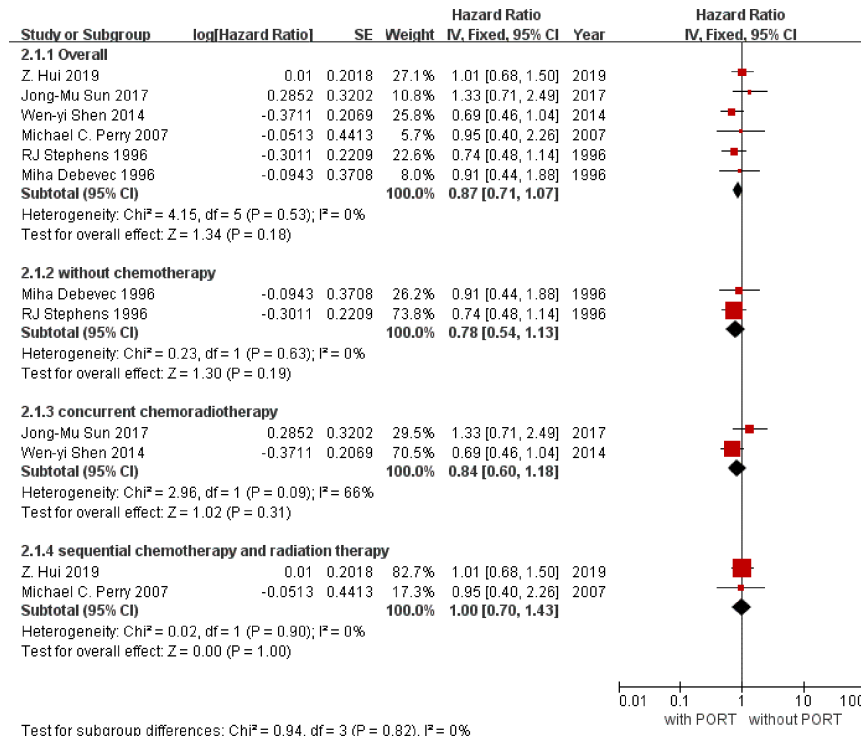 Hazard Ratio Hazard Ratio
Study or Subgroup log[Hazard Ratio] SE Weight IV, Fixed, 95% CI Year IV, Fixed, 95% CI
2.1.1 Overall
Z. Hui 2019 0.01 0.2018 27.1% 1.01 [0.68, 1.50] 2019
Jong-Mu Sun 2017 0.2852 0.3202 10.8% 1.33 [0.71, 2.49] 2017
Wen-yi Shen 2014 -0.3711 0.2069 25.8% 0.69 [0.46, 1.04] 2014
Michael C. Perry 2007 -0.0513 0.4413 5.7% 0.95 [0.40, 2.26] 2007
RJ Stephens 1996 -0.3011 0.2209 22.6% 0.74 [0.48, 1.14] 1996
Miha Debevec 1996 -0.0943 0.3708 8.0% 0.91 [0.44, 1.88] 1996
Subtotal (95% CI) 100.0% 0.87 [0.71, 1.07]
Heterogeneity: Chi² = 4.15, df = 5 (P = 0.53); I² = 0%
Test for overall effect: Z = 1.34 (P = 0.18)
2.1.2 without chemotherapy
Miha Debevec 1996 -0.0943 0.3708 26.2% 0.91 [0.44, 1.88] 1996
RJ Stephens 1996 -0.3011 0.2209 73.8% 0.74 [0.48, 1.14] 1996
Subtotal (95% CI) 100.0% 0.78 [0.54, 1.13]
Heterogeneity: Chi² = 0.23, df = 1 (P = 0.63); I² = 0%
Test for overall effect: Z = 1.30 (P = 0.19)
2.1.3 concurrent chemoradiotherapy
Jong-Mu Sun 2017 0.2852 0.3202 29.5% 1.33 [0.71, 2.49] 2017
Wen-yi Shen 2014 -0.3711 0.2069 70.5% 0.69 [0.46, 1.04] 2014
Subtotal (95% CI) 100.0% 0.84 [0.60, 1.18]
Heterogeneity: Chi² = 2.96, df = 1 (P = 0.09); I² = 66%
Test for overall effect: Z = 1.02 (P = 0.31)
2.1.4 sequential chemotherapy and radiation therapy
Z. Hui 2019 0.01 0.2018 82.7% 1.01 [0.68, 1.50] 2019
Michael C. Perry 2007 -0.0513 0.4413 17.3% 0.95 [0.40, 2.26] 2007
Subtotal (95% CI) 100.0% 1.00 [0.70, 1.43]
Heterogeneity: Chi² = 0.02, df = 1 (P = 0.90); I² = 0%
Test for overall effect: Z = 0.00 (P = 1.00)
0.01 0.1 1 10 100
with PORT without PORT
Test for subgroup differences: Chi² = 0.94, df = 3 (P = 0.82), I² = 0%